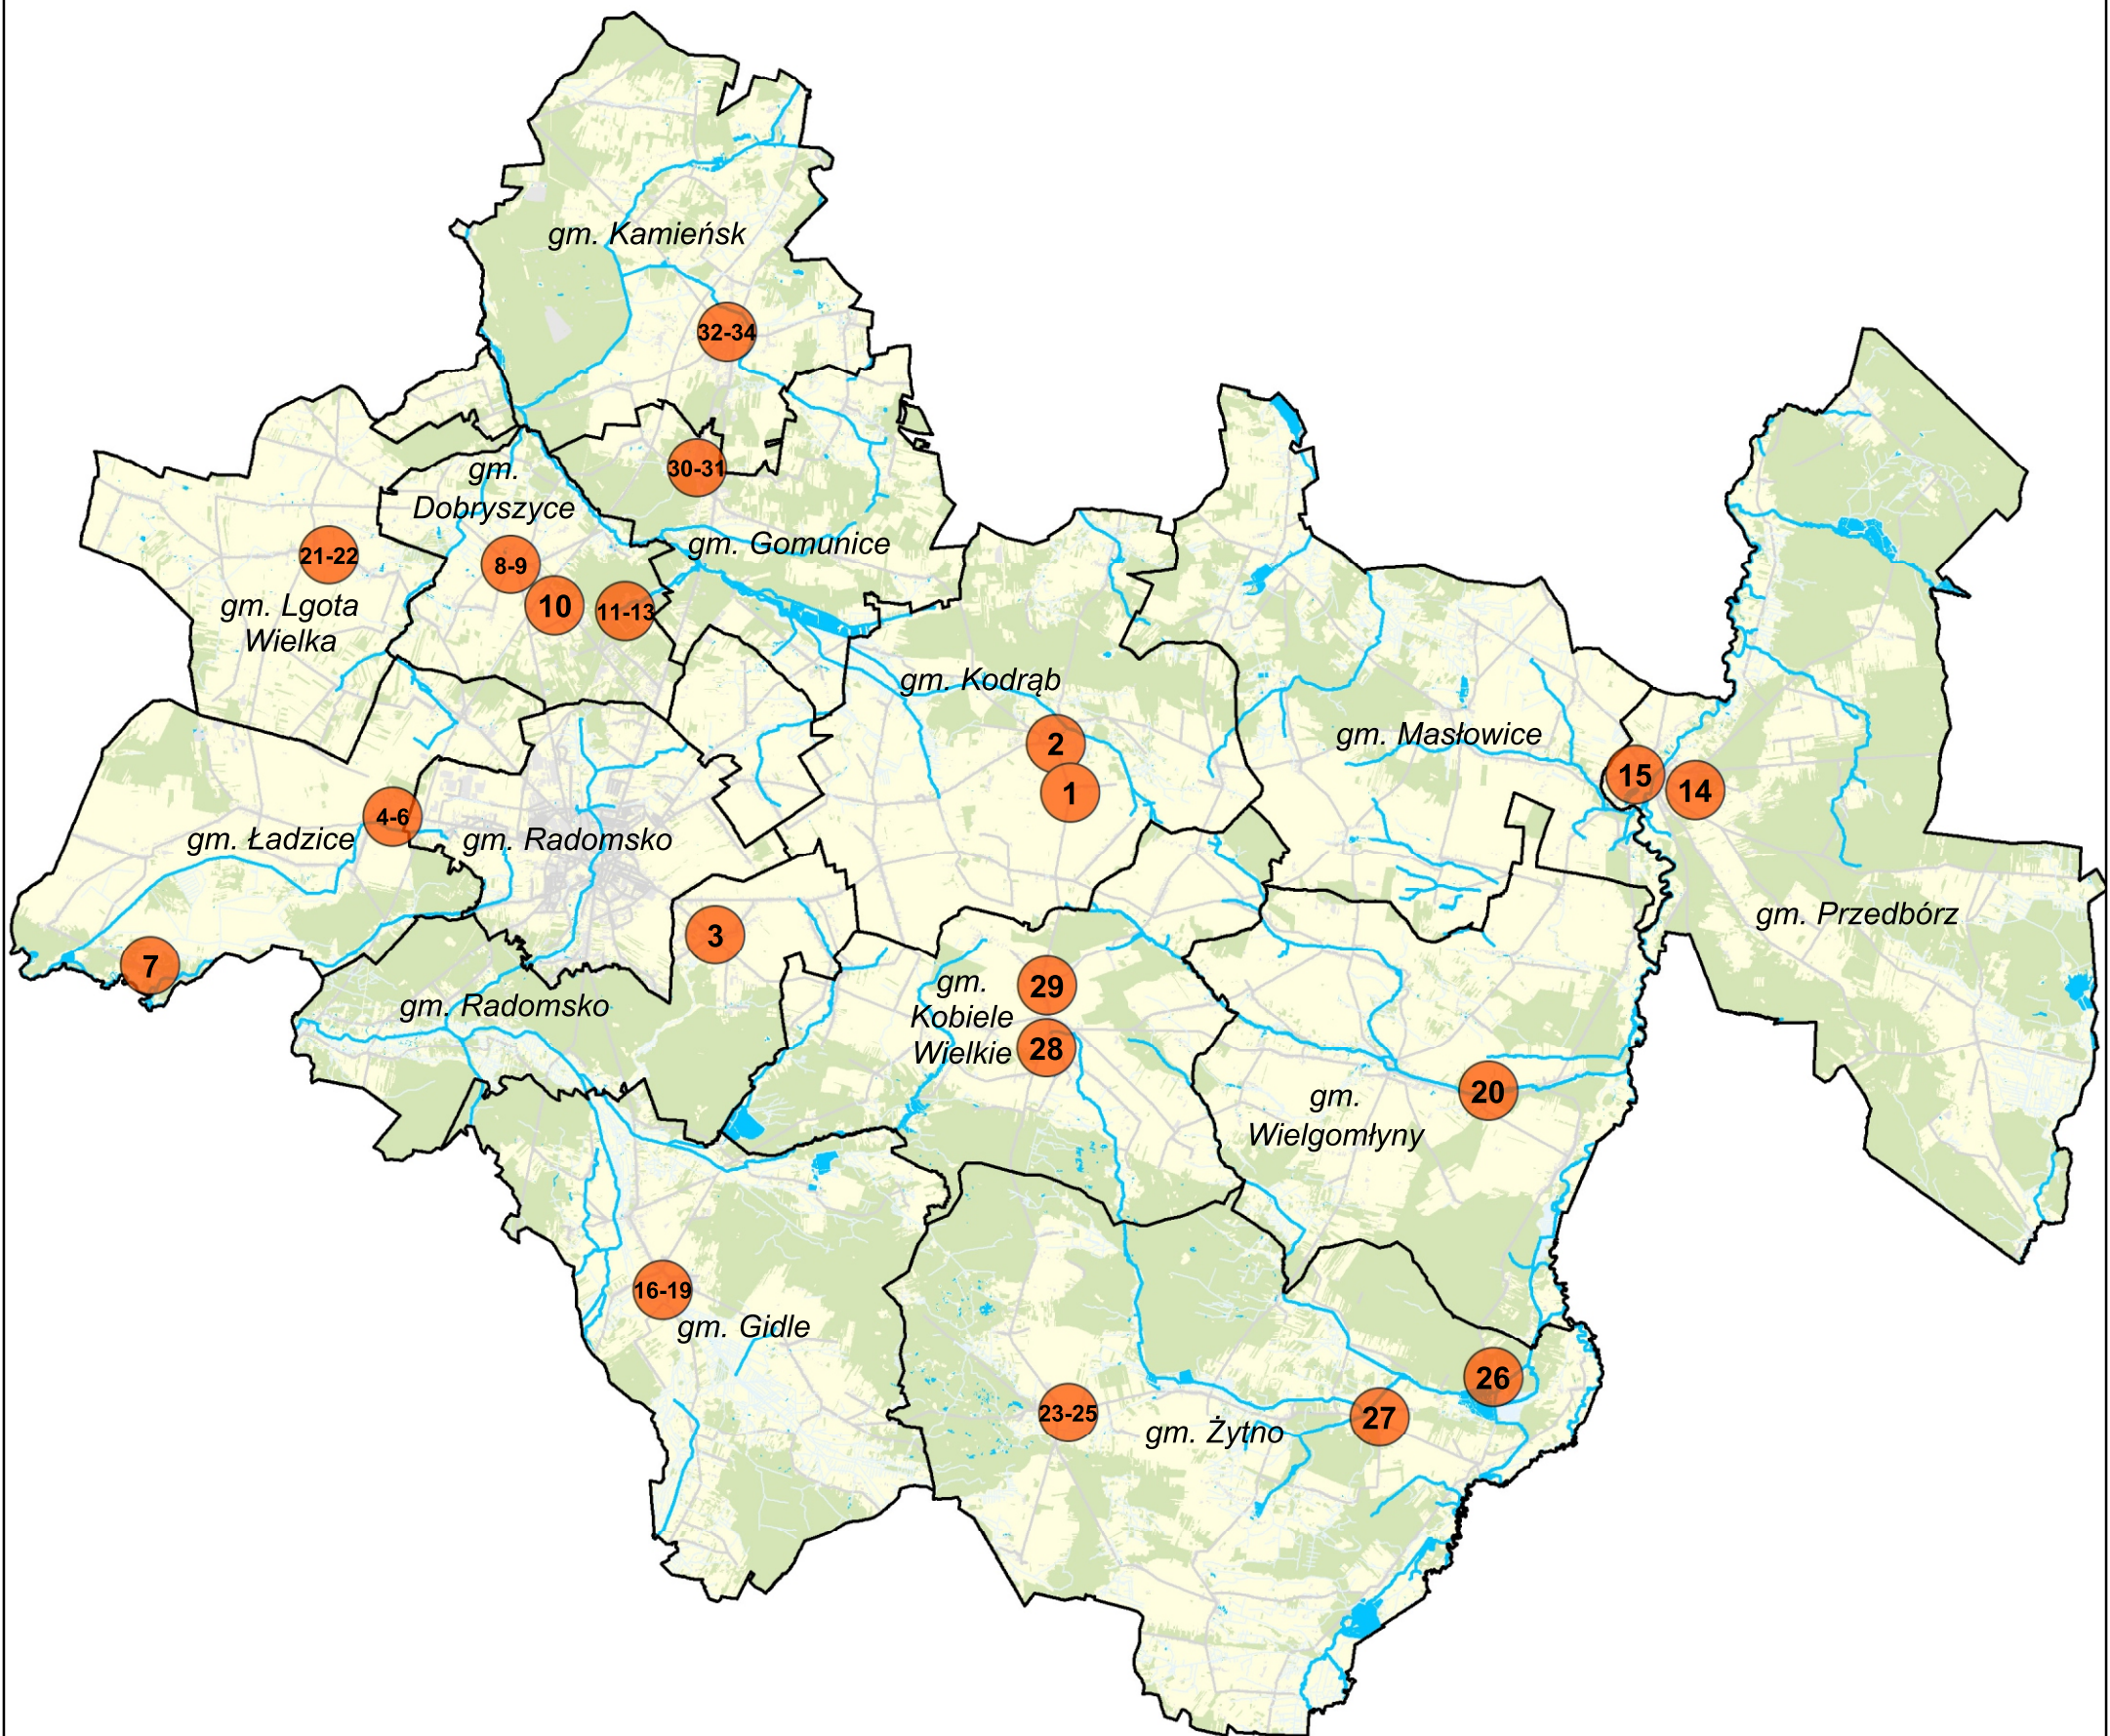 gm. Kamieńsk
32-34
30-31
gm.
Dobryszyce
gm. Gomunice
21-22
8-9
10
11-13
gm. Lgota
Wielka
gm. Kodrąb
2
1
gm. Masłowice
15
14
4-6
gm. Ładzice
gm. Radomsko
gm. Przedbórz
3
7
gm. Radomsko
gm.
Kobiele
Wielkie
29
28
20
gm.
Wielgomłyny
16-19
gm. Gidle
26
23-25
27
gm. Żytno